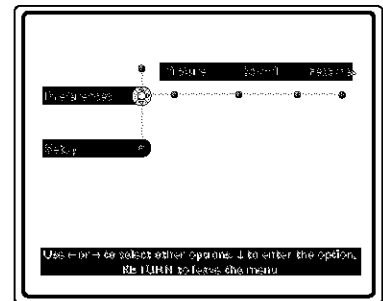 Picture Sound Features
Preferences
Setup
Use ← or → to select other options. ↓ to enter the option,
RETURN to leave the menu